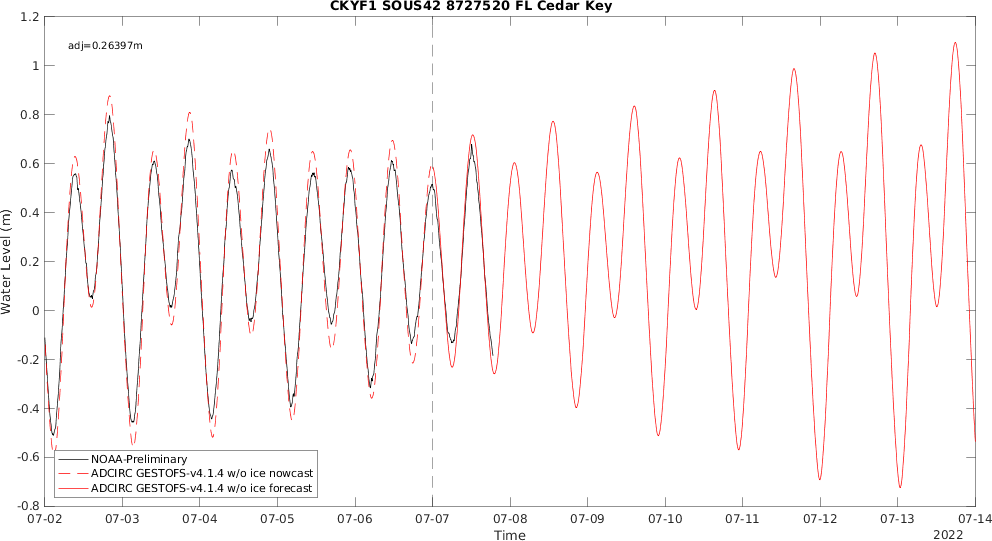 CKYF1 SOUS42 8727520 FL Cedar Key
adj=0.26397m
1.2
1
0.8
0.6
0.4
0.2
0
-0.2
-0.4
-0.6
-0.8
Water Level (m)
NOAA-Preliminary
ADCIRC GESTOFS-v4.1.4 w/o ice nowcast
ADCIRC GESTOFS-v4.1.4 w/o ice forecast
07-02 07-03 07-04 07-05 07-06 07-07 07-08 07-09 07-10 07-11 07-12 07-13 07-14
Time
2022